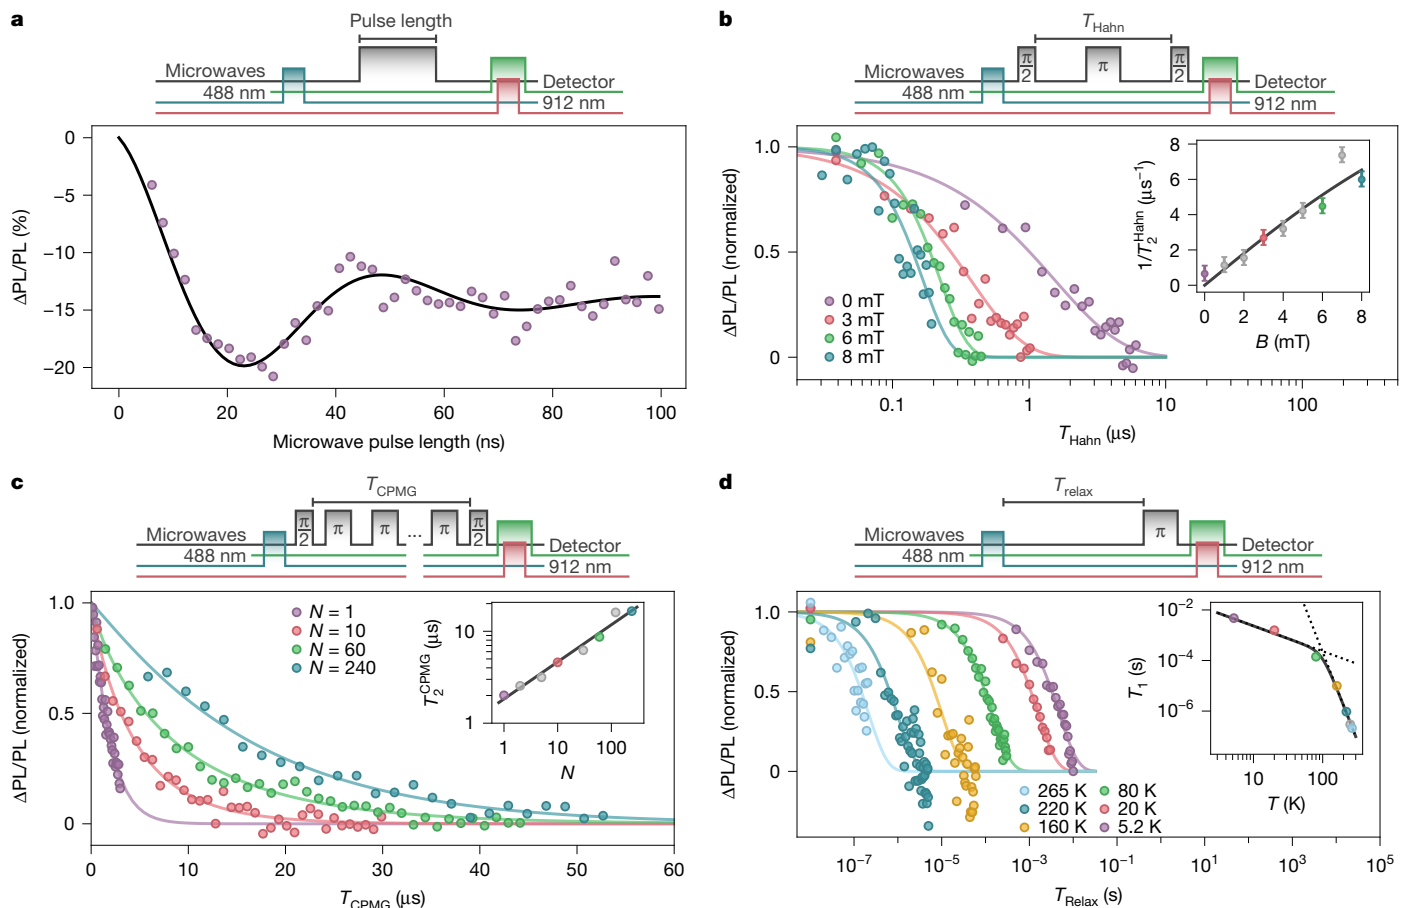 a
Pulse length
Microwaves
488 nm
Detector
912 nm
ΔPL/PL (%)
0
−5
−10
−15
−20
0 20 40 60 80 100
Microwave pulse length (ns)
b
T_Hahn
π/2 π π/2
Microwaves
488 nm
Detector
912 nm
ΔPL/PL (normalized)
1.0
0.5
0
0 mT
3 mT
6 mT
8 mT
1/T_2^Hahn (μs⁻¹)
8
6
4
2
0
0 2 4 6 8
B (mT)
0.1 1 10 100
T_Hahn (μs)
c
T_CPMG
π/2 π π ... π π/2
Microwaves
488 nm
Detector
912 nm
ΔPL/PL (normalized)
1.0
0.5
0
N = 1
N = 10
N = 60
N = 240
T_2^CPMG (μs)
10
1
1 10 100
N
0 10 20 30 40 50 60
T_CPMG (μs)
d
T_relax
π
Microwaves
488 nm
Detector
912 nm
ΔPL/PL (normalized)
1.0
0.5
0
265 K 80 K
220 K 20 K
160 K 5.2 K
T_1 (s)
10⁻²
10⁻⁴
10⁻⁶
10 100
T (K)
10⁻⁷ 10⁻⁵ 10⁻³ 10⁻¹ 10¹ 10³ 10⁵
T_Relax (s)